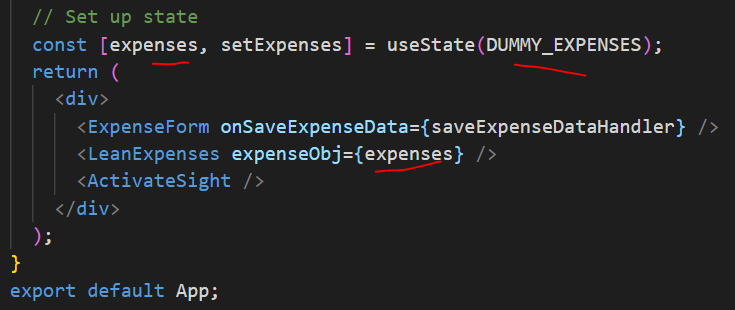 // Set up state
const [expenses, setExpenses] = useState(DUMMY_EXPENSES);
return (
<div>
<ExpenseForm onSaveExpenseData={saveExpenseDataHandler} />
<LeanExpenses expenseObj={expenses} />
<ActivateSight />
</div>
);
}
export default App;